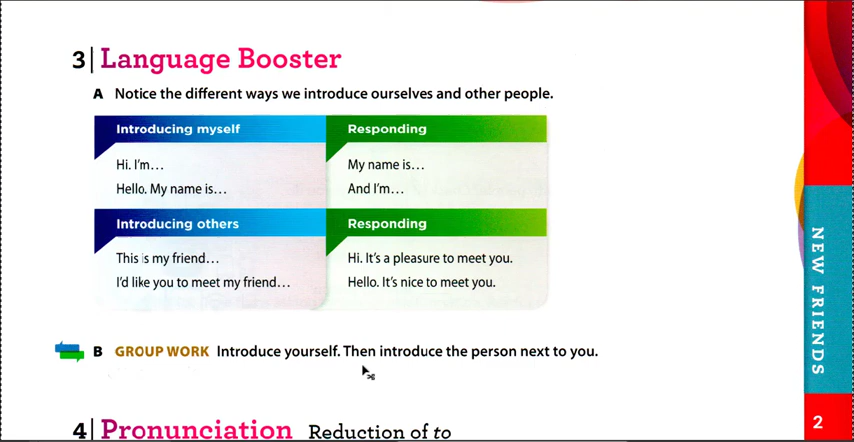 3 | Language Booster
A Notice the different ways we introduce ourselves and other people.
Introducing myself
Responding
Hi. I'm…
My name is…
Hello. My name is…
And I'm…
Introducing others
Responding
This is my friend…
Hi. It's a pleasure to meet you.
I'd like you to meet my friend…
Hello. It's nice to meet you.
B GROUP WORK Introduce yourself. Then introduce the person next to you.
4 | Pronunciation Reduction of to
NEW FRIENDS
2